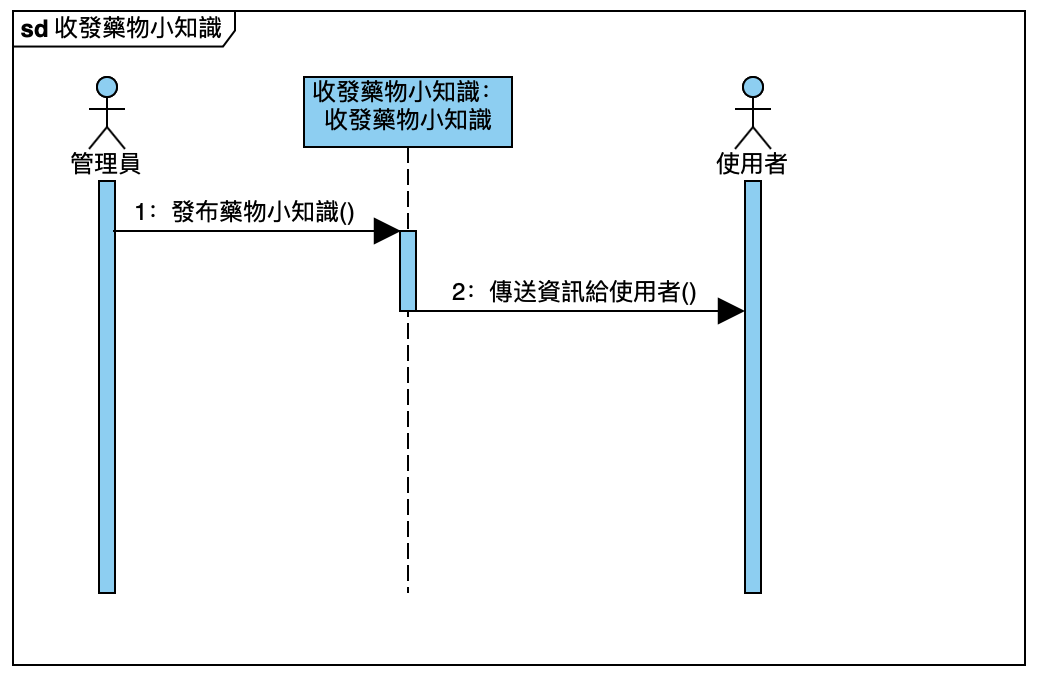 sd 收發藥物小知識
收發藥物小知識:
收發藥物小知識
管理員
使用者
1: 發布藥物小知識()
2: 傳送資訊給使用者()